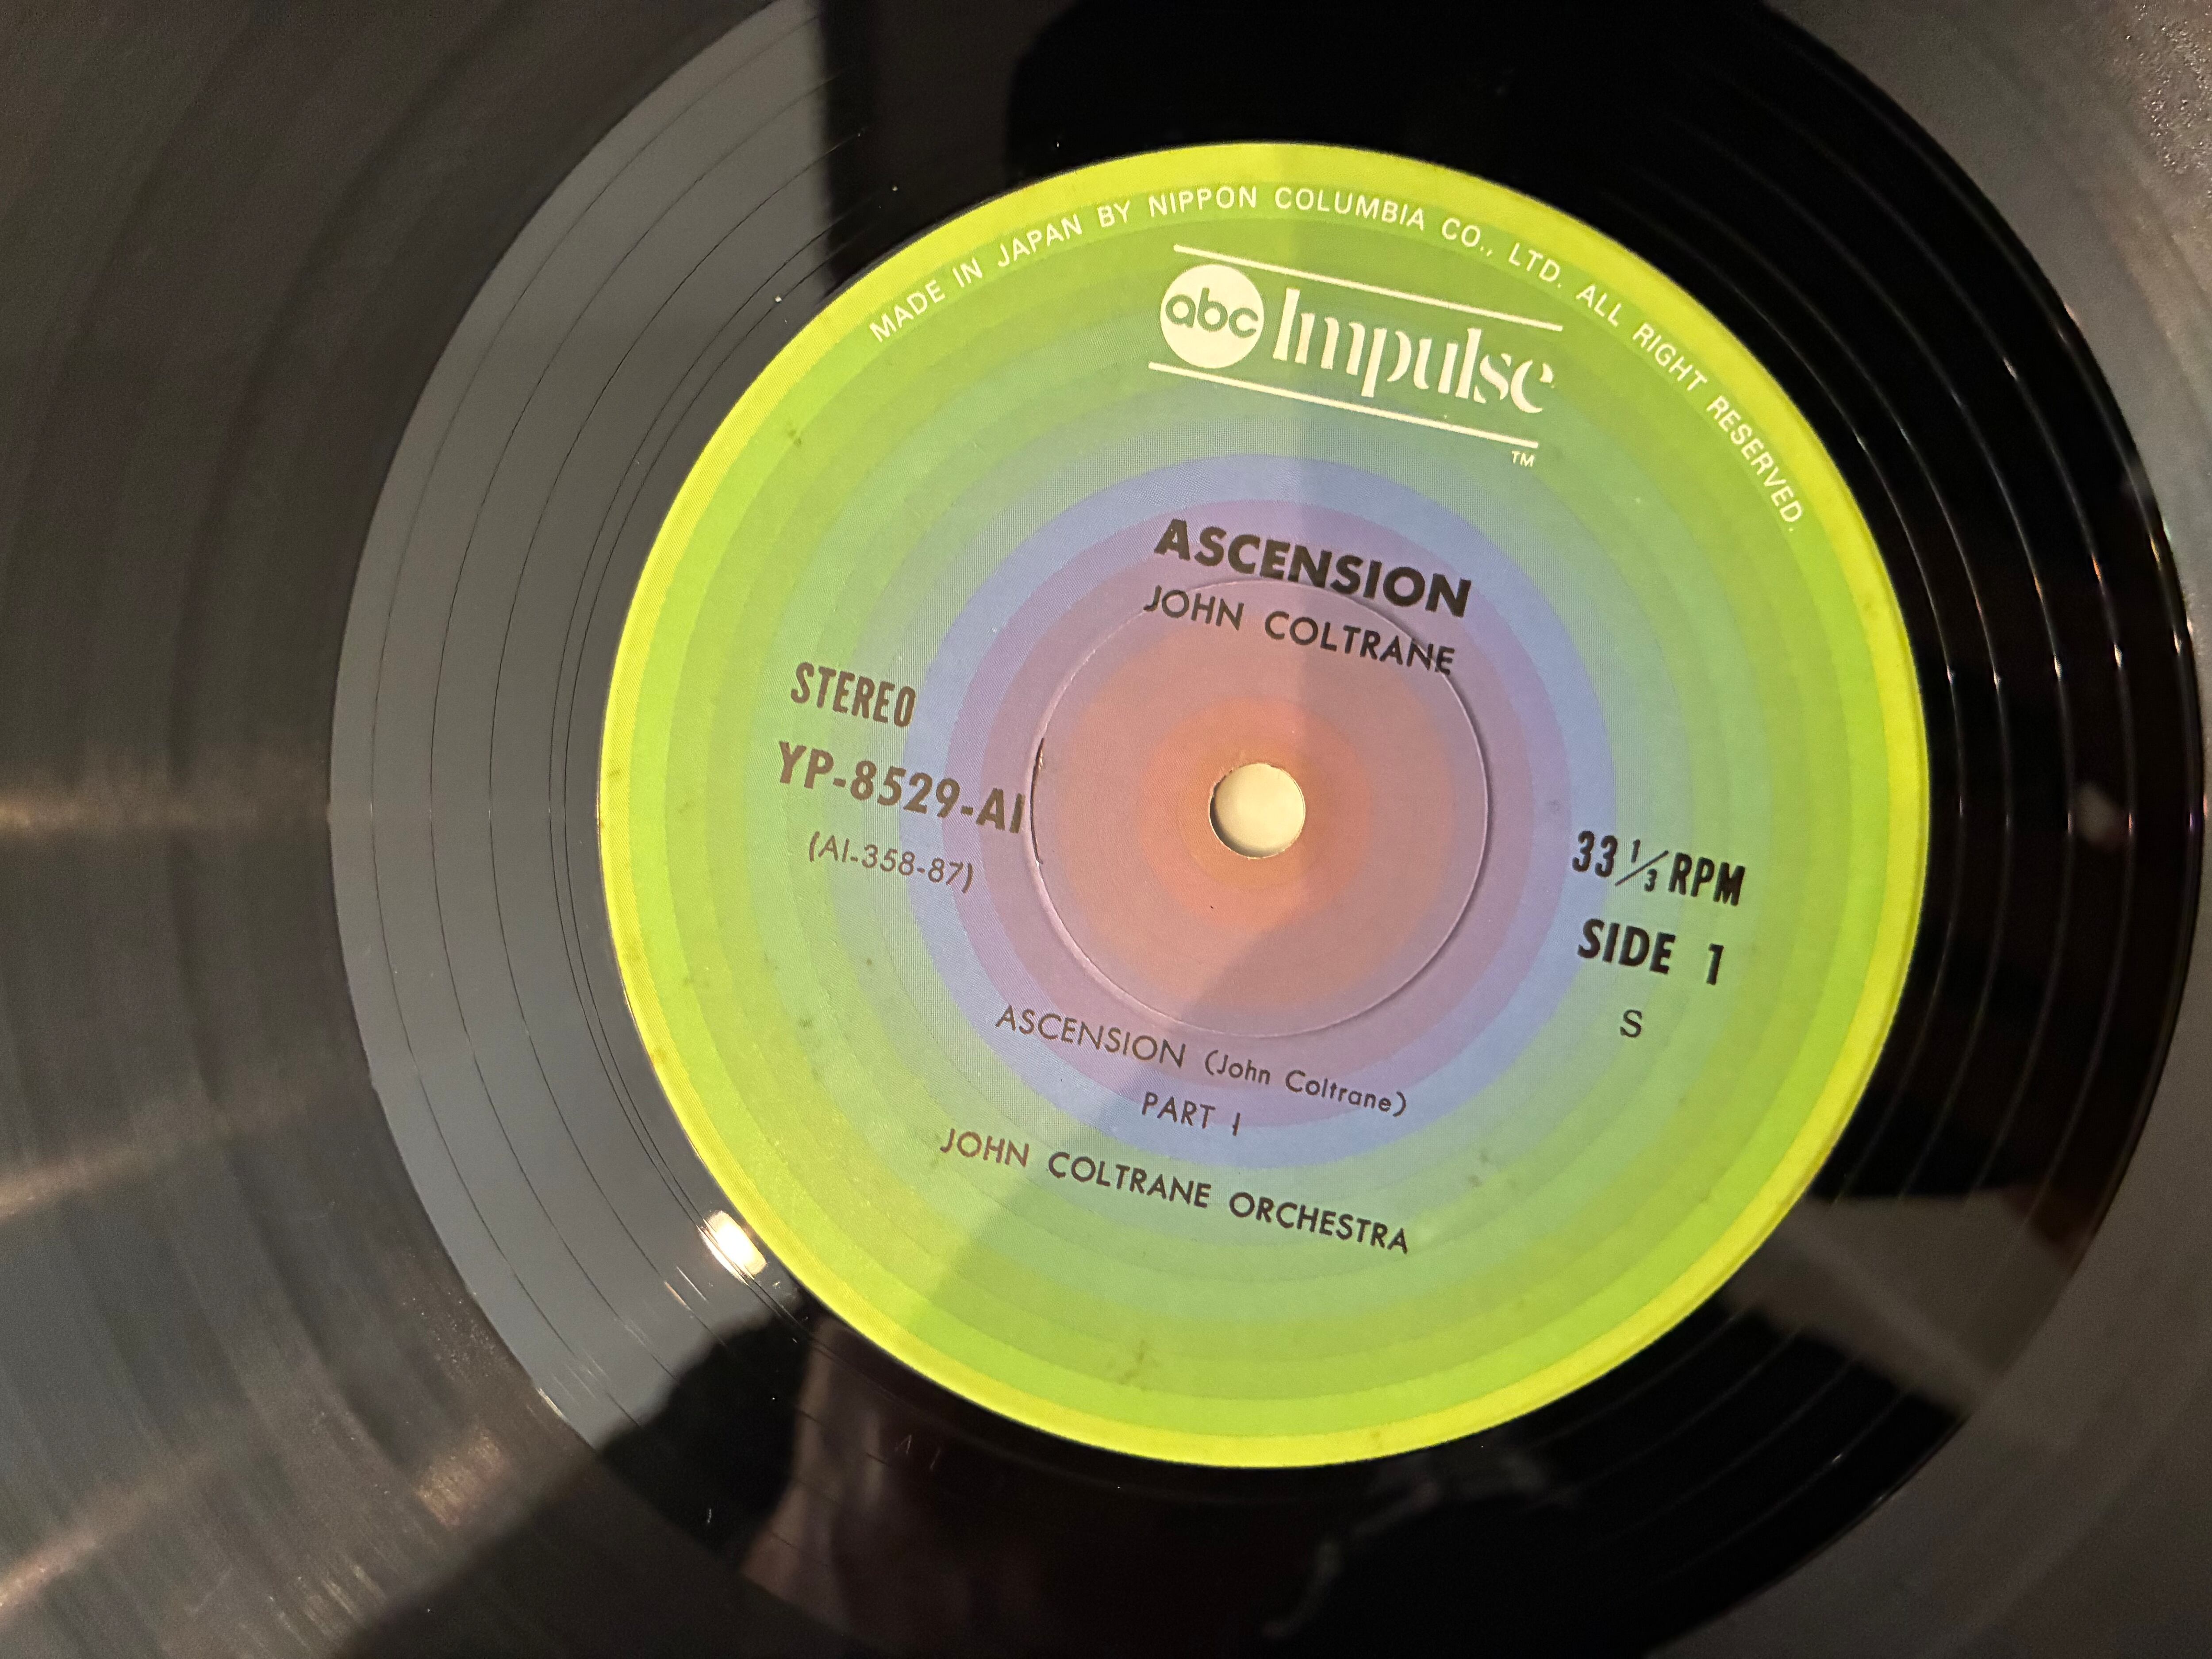 MADE IN JAPAN BY NIPPON COLUMBIA CO., LTD. ALL RIGHT RESERVED.
abc Impulse
TM
ASCENSION
JOHN COLTRANE
STEREO
YP-8529-AI
(AI-358-87)
33 1/3 RPM
SIDE 1
S
ASCENSION (John Coltrane)
PART I
JOHN COLTRANE ORCHESTRA